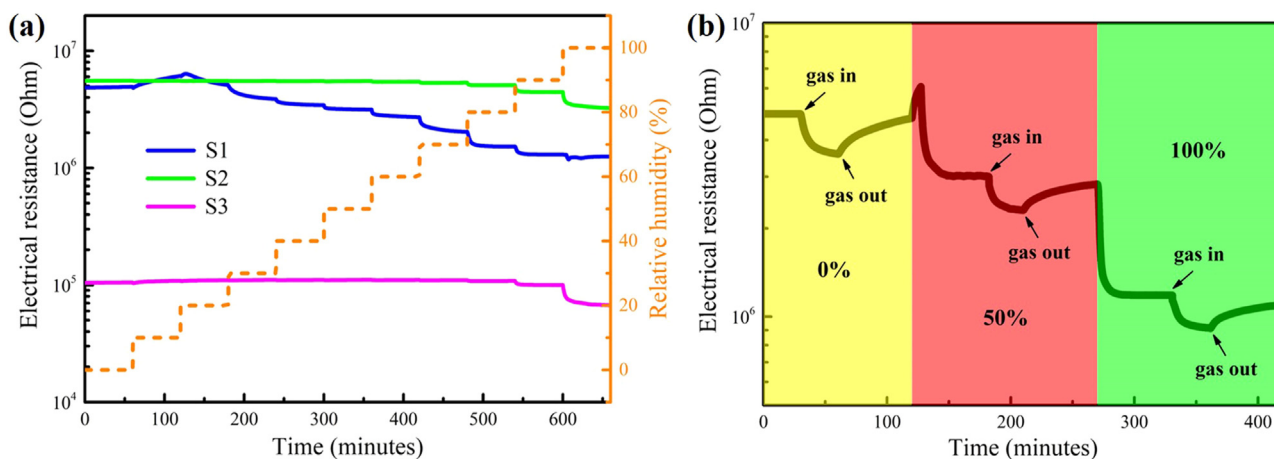 (a)
10^7
10^6
10^5
10^4
Electrical resistance (Ohm)
S1
S2
S3
0
100
200
300
400
500
600
Time (minutes)
100
80
60
40
20
0
Relative humidity (%)
(b)
10^7
10^6
Electrical resistance (Ohm)
gas in
gas out
0%
gas in
gas out
50%
100%
gas in
gas out
0
100
200
300
400
Time (minutes)